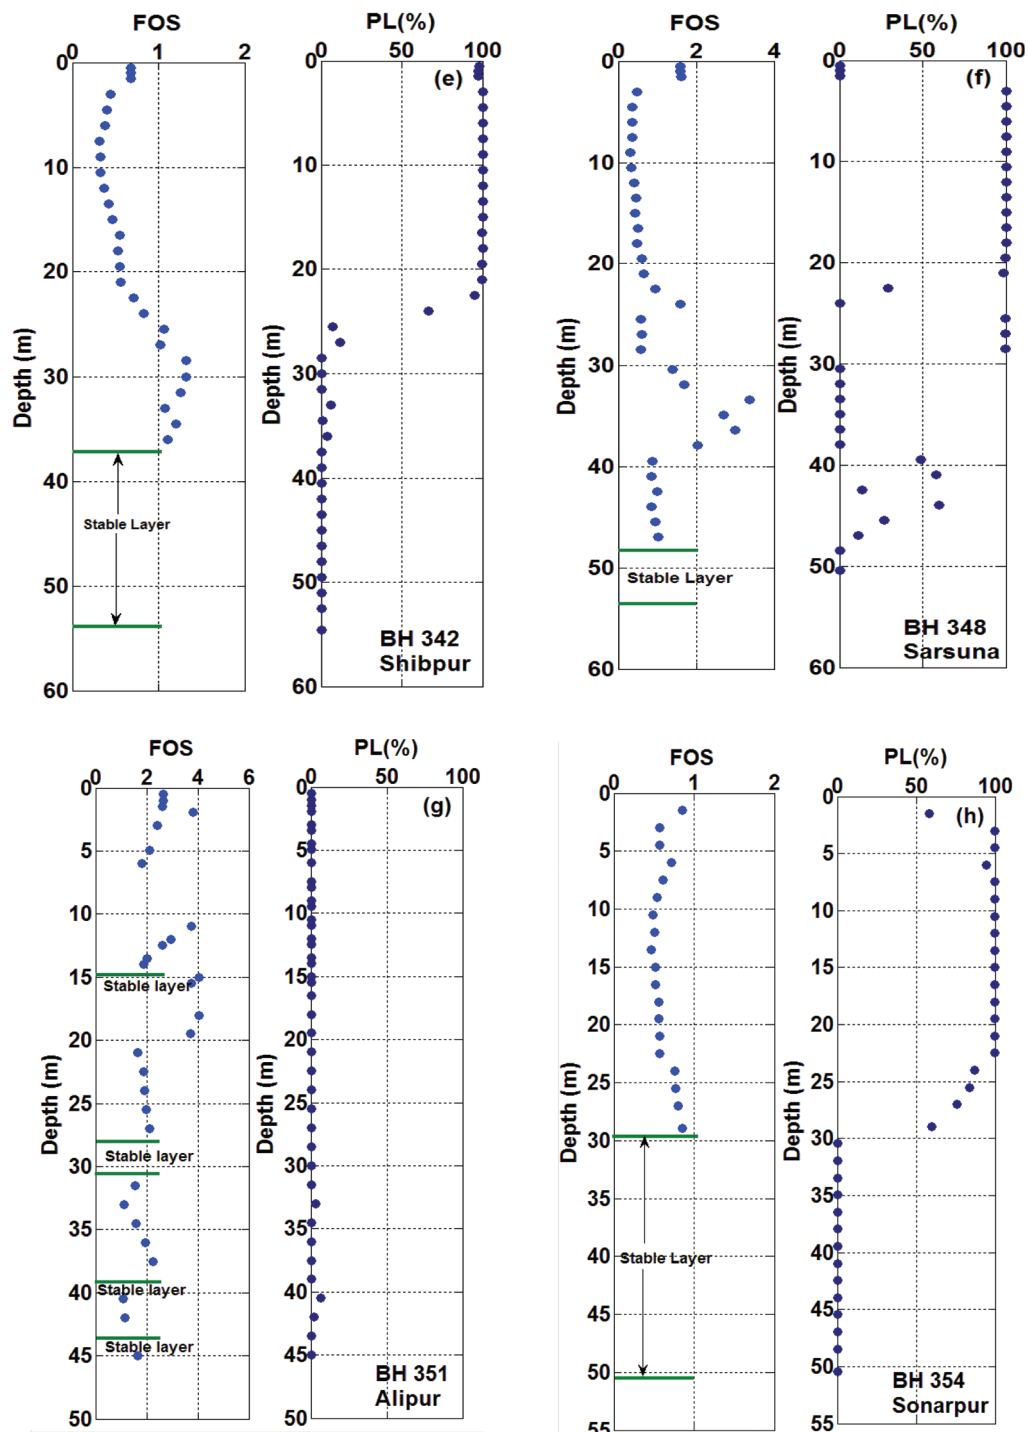 FOS
0 1 2
0
10
20
30
40
50
60
Depth (m)
Stable Layer
PL(%)
0 50 100
(e)
0
10
20
30
40
50
60
Depth (m)
BH 342
Shibpur
FOS
0 2 4
0
10
20
30
40
50
60
Depth (m)
Stable Layer
PL(%)
0 50 100
(f)
0
10
20
30
40
50
60
Depth (m)
BH 348
Sarsuna
FOS
0 2 4 6
0
5
10
15
20
25
30
35
40
45
50
Depth (m)
Stable layer
Stable layer
Stable layer
Stable layer
PL(%)
0 50 100
(g)
0
5
10
15
20
25
30
35
40
45
50
Depth (m)
BH 351
Alipur
FOS
0 1 2
0
5
10
15
20
25
30
35
40
45
50
55
Depth (m)
Stable Layer
PL(%)
0 50 100
(h)
0
5
10
15
20
25
30
35
40
45
50
55
Depth (m)
BH 354
Sonarpur